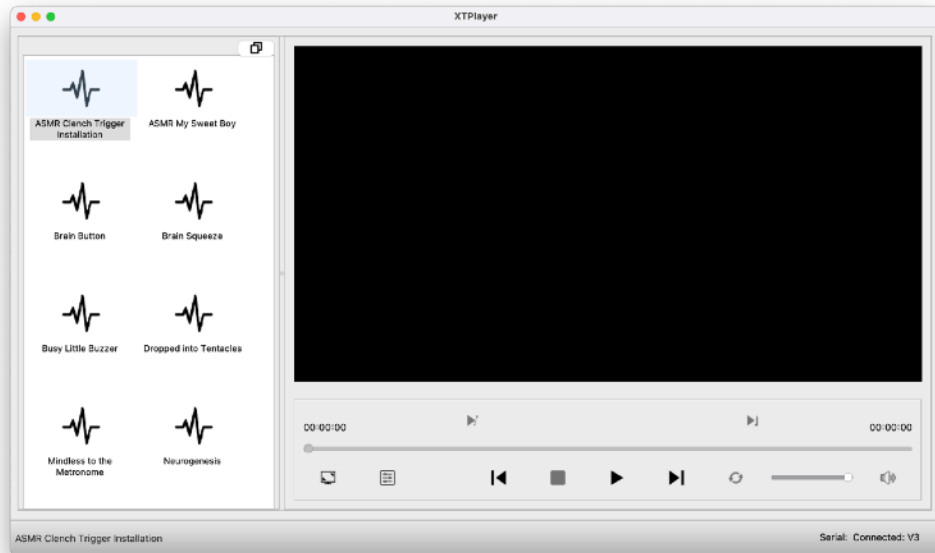 XTPlayer
ASMR Clench Trigger
Installation
ASMR My Sweet Boy
Brain Button
Brain Squeeze
Busy Little Buzzer
Dropped into Tentacles
Mindless to the
Metronome
Neurogenesis
00:00:00
00:00:00
ASMR Clench Trigger Installation
Serial: Connected: V3